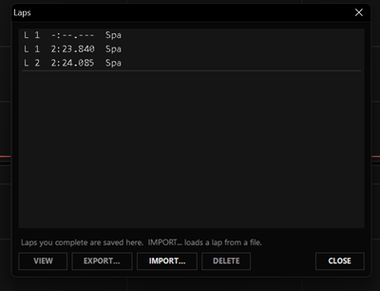 Laps
L 1 -:--.--- Spa
L 1 2:23.840 Spa
L 2 2:24.085 Spa
Laps you complete are saved here. IMPORT... loads a lap from a file.
VIEW EXPORT... IMPORT... DELETE CLOSE